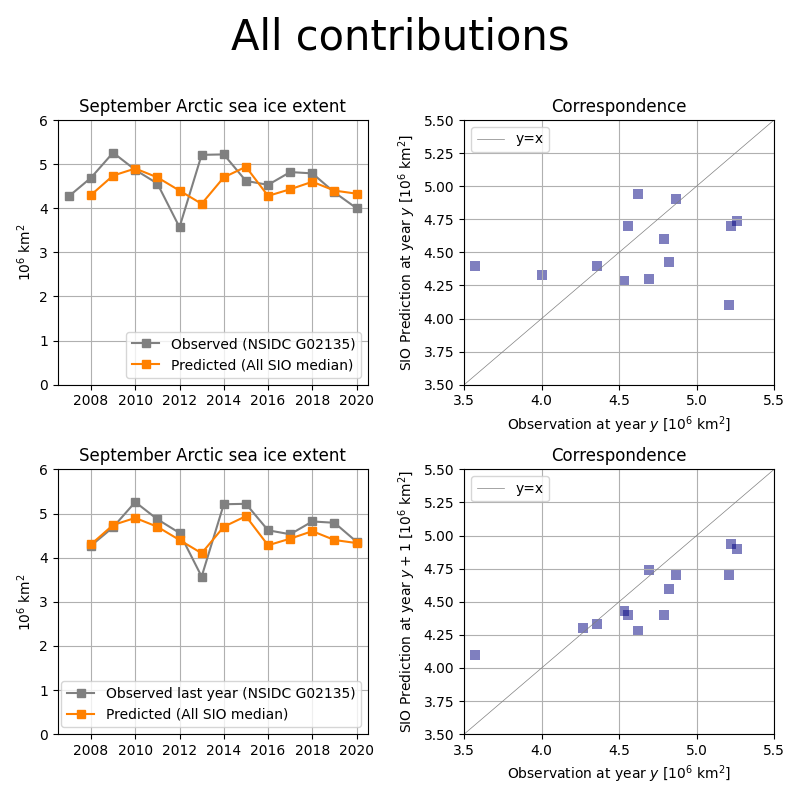 All contributions
September Arctic sea ice extent
6
5
4
3
2
1
0
10⁶ km²
Observed (NSIDC G02135)
Predicted (All SIO median)
2008 2010 2012 2014 2016 2018 2020
Correspondence
y=x
5.50
5.25
5.00
4.75
4.50
4.25
4.00
3.75
3.50
SIO Prediction at year y [10⁶ km²]
3.5 4.0 4.5 5.0 5.5
Observation at year y [10⁶ km²]
September Arctic sea ice extent
6
5
4
3
2
1
0
10⁶ km²
Observed last year (NSIDC G02135)
Predicted (All SIO median)
2008 2010 2012 2014 2016 2018 2020
Correspondence
y=x
5.50
5.25
5.00
4.75
4.50
4.25
4.00
3.75
3.50
SIO Prediction at year y + 1 [10⁶ km²]
3.5 4.0 4.5 5.0 5.5
Observation at year y [10⁶ km²]